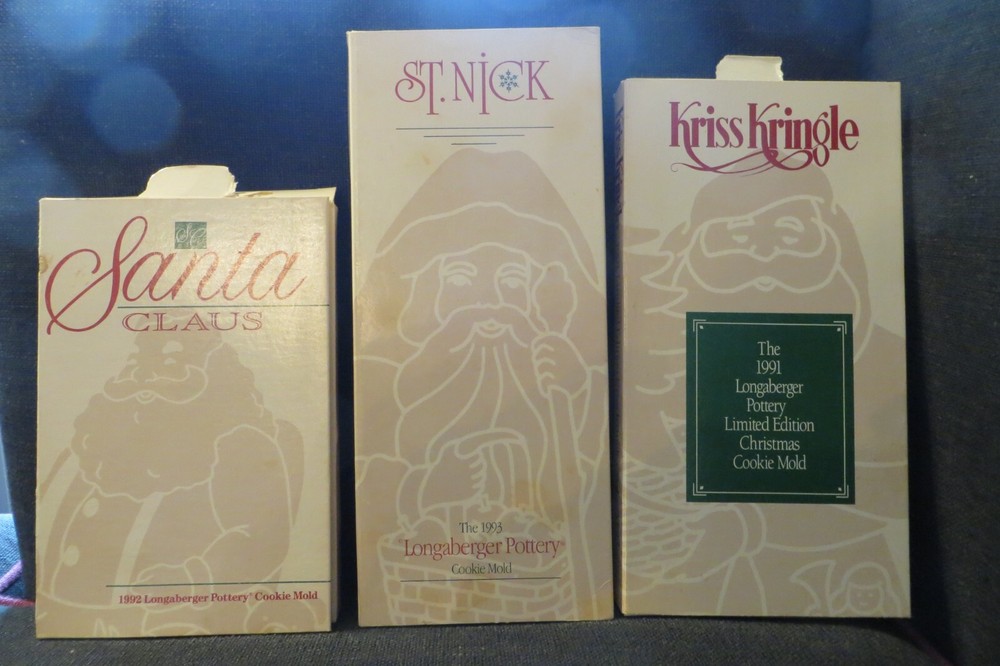 Santa
CLAUS
1992 Longaberger Pottery® Cookie Mold
ST. NICK
The 1993
Longaberger Pottery®
Cookie Mold
Kriss Kringle
The
1991
Longaberger
Pottery
Limited Edition
Christmas
Cookie Mold